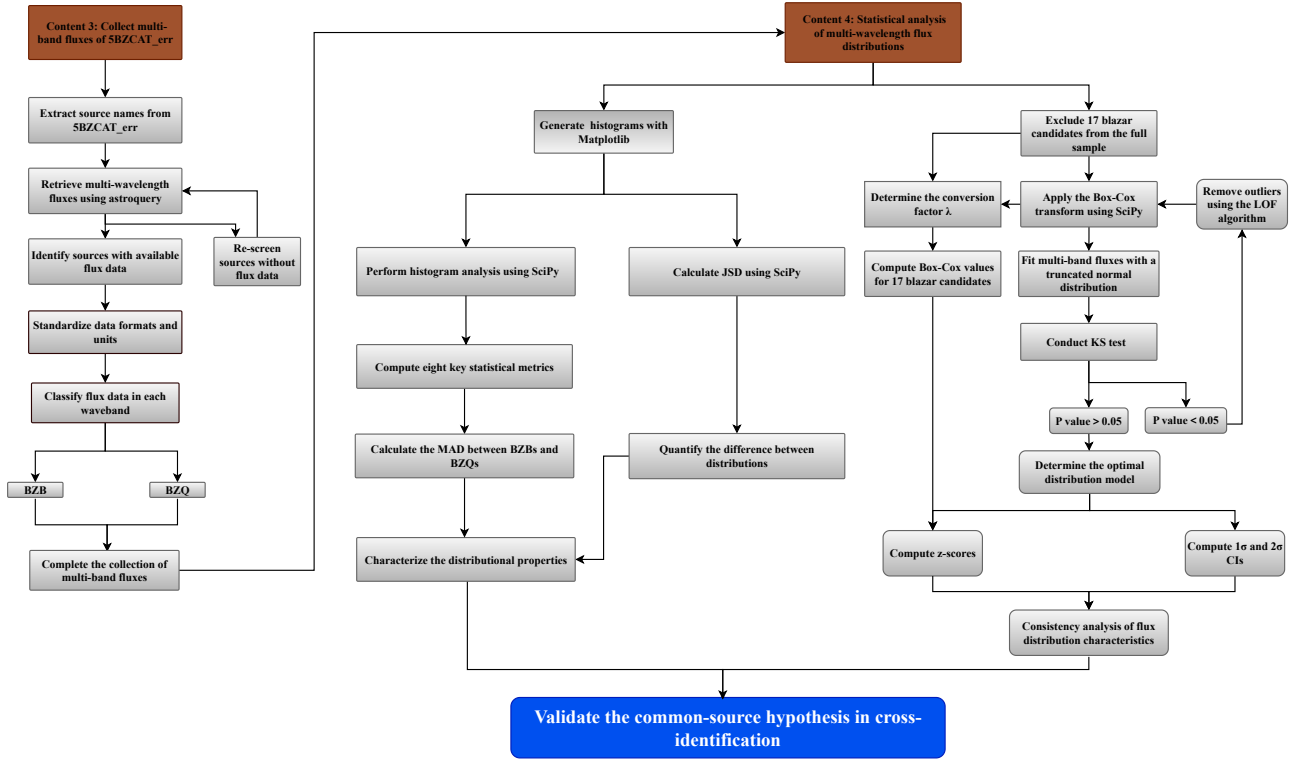 Content 3: Collect multi-
band fluxes of 5BZCAT_err
Extract source names from
5BZCAT_err
Retrieve multi-wavelength
fluxes using astroquery
Identify sources with available
flux data
Re-screen
sources without
flux data
Standardize data formats and
units
Classify flux data in each
waveband
BZB
BZQ
Complete the collection of
multi-band fluxes
Content 4: Statistical analysis
of multi-wavelength flux
distributions
Generate histograms with
Matplotlib
Perform histogram analysis using SciPy
Calculate JSD using SciPy
Compute eight key statistical metrics
Calculate the MAD between BZBs and
BZQs
Quantify the difference between
distributions
Characterize the distributional properties
Exclude 17 blazar
candidates from the full
sample
Determine the conversion
factor λ
Apply the Box-Cox
transform using SciPy
Remove outliers
using the LOF
algorithm
Compute Box-Cox values
for 17 blazar candidates
Fit multi-band fluxes with a
truncated normal
distribution
Conduct KS test
P value > 0.05
P value < 0.05
Determine the optimal
distribution model
Compute z-scores
Compute 1σ and 2σ
CIs
Consistency analysis of flux
distribution characteristics
Validate the common-source hypothesis in cross-
identification